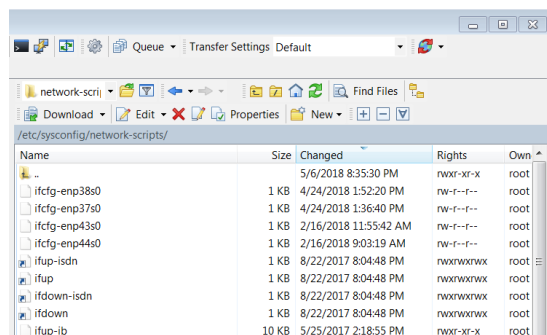 Queue Transfer Settings Default
network-scrip Find Files
Download Edit Properties New
/etc/sysconfig/network-scripts/
Name Size Changed Rights Own
.. 5/6/2018 8:35:30 PM rwxr-xr-x root
ifcfg-enp38s0 1 KB 4/24/2018 1:52:20 PM rw-r--r-- root
ifcfg-enp37s0 1 KB 4/24/2018 1:36:40 PM rw-r--r-- root
ifcfg-enp43s0 1 KB 2/16/2018 11:55:42 AM rw-r--r-- root
ifcfg-enp44s0 1 KB 2/16/2018 9:03:19 AM rw-r--r-- root
ifup-isdn 1 KB 8/22/2017 8:04:48 PM rwxrwxrwx root
ifup 1 KB 8/22/2017 8:04:48 PM rwxrwxrwx root
ifdown-isdn 1 KB 8/22/2017 8:04:48 PM rwxrwxrwx root
ifdown 1 KB 8/22/2017 8:04:48 PM rwxrwxrwx root
ifup-ib 10 KB 5/25/2017 2:18:55 PM rwxr-xr-x root